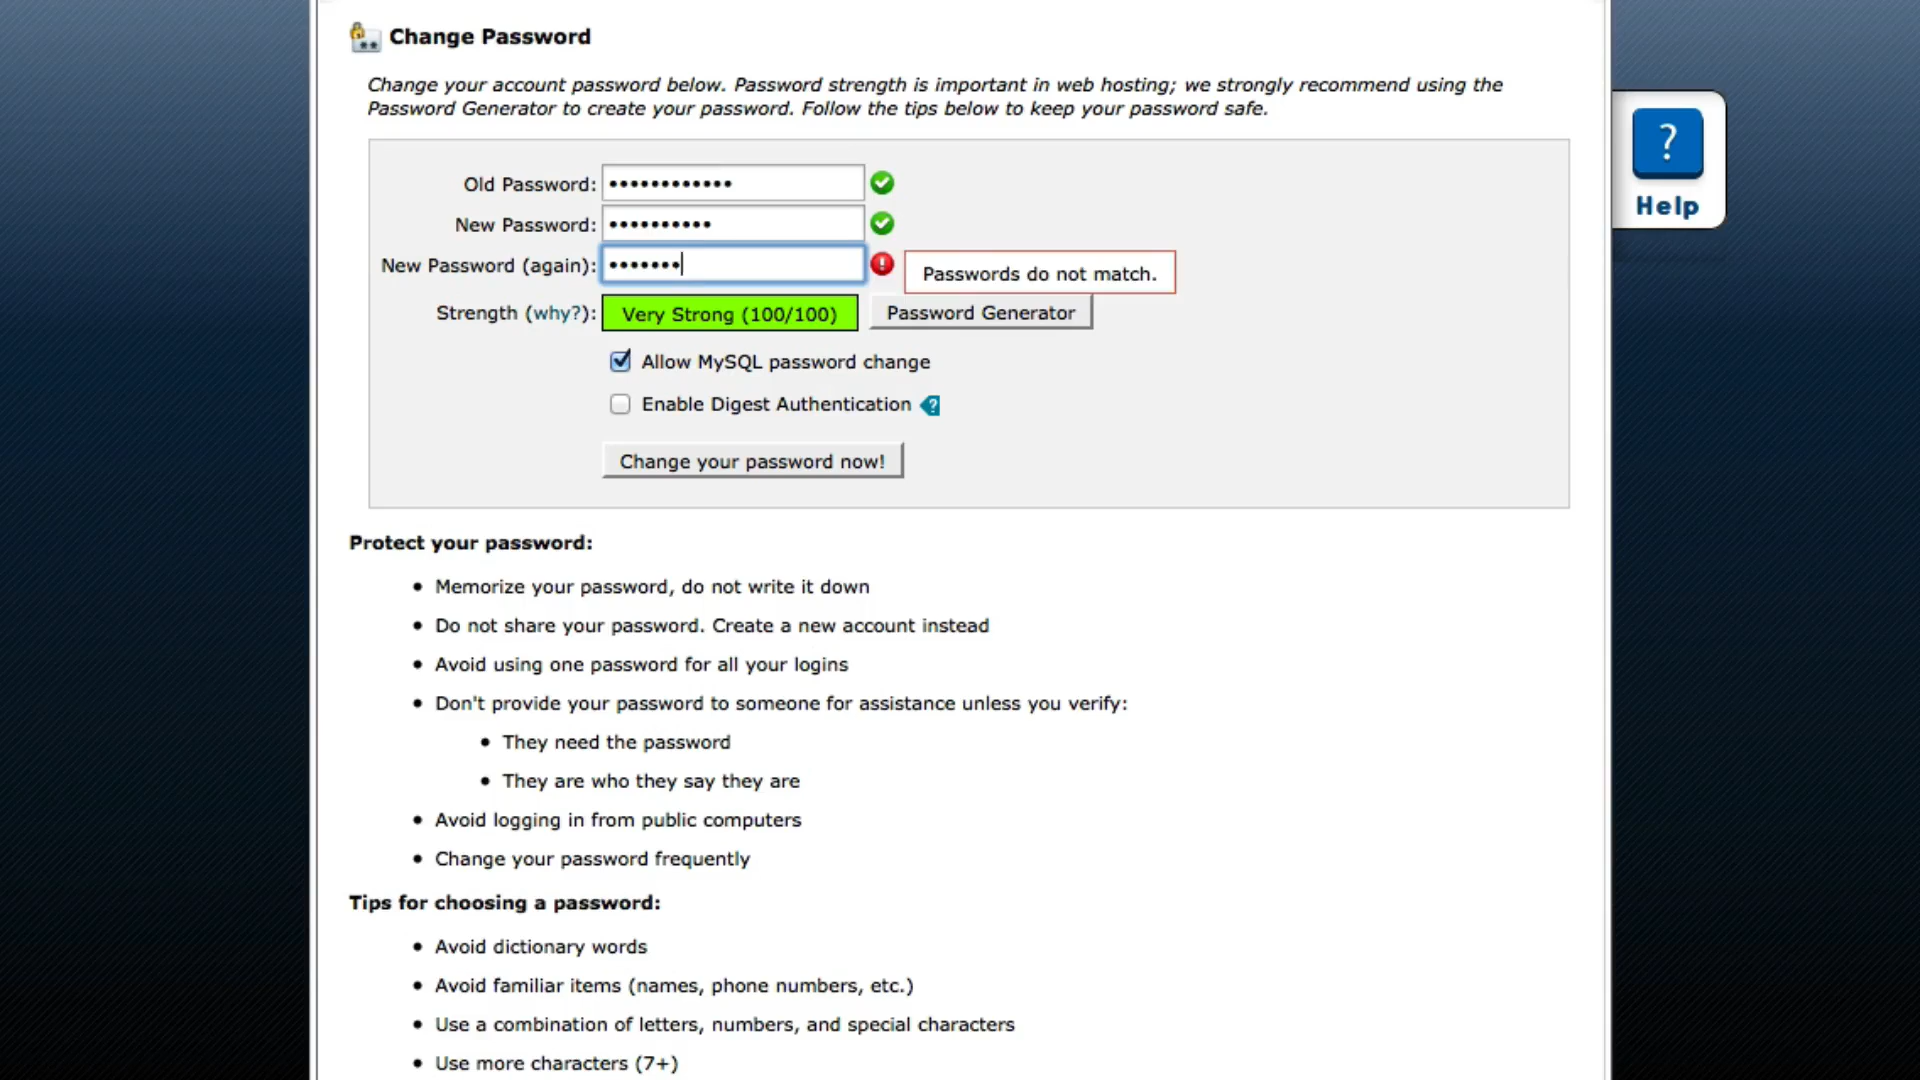 Change Password
Change your account password below. Password strength is important in web hosting; we strongly recommend using the
Password Generator to create your password. Follow the tips below to keep your password safe.
?
Help
Old Password: ••••••••••••
New Password: ••••••••••
New Password (again): •••••••
! Passwords do not match.
Strength (why?): Very Strong (100/100) Password Generator
Allow MySQL password change
Enable Digest Authentication ?
Change your password now!
Protect your password:
• Memorize your password, do not write it down
• Do not share your password. Create a new account instead
• Avoid using one password for all your logins
• Don't provide your password to someone for assistance unless you verify:
• They need the password
• They are who they say they are
• Avoid logging in from public computers
• Change your password frequently
Tips for choosing a password:
• Avoid dictionary words
• Avoid familiar items (names, phone numbers, etc.)
• Use a combination of letters, numbers, and special characters
• Use more characters (7+)